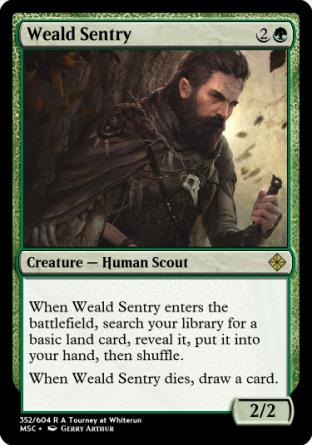 Weald Sentry 2
Creature — Human Scout
When Weald Sentry enters the
battlefield, search your library for a
basic land card, reveal it, put it into
your hand, then shuffle.
When Weald Sentry dies, draw a card.
2/2
352/604 R A Tourney at Whiterun
MSC • Gerry Arthur